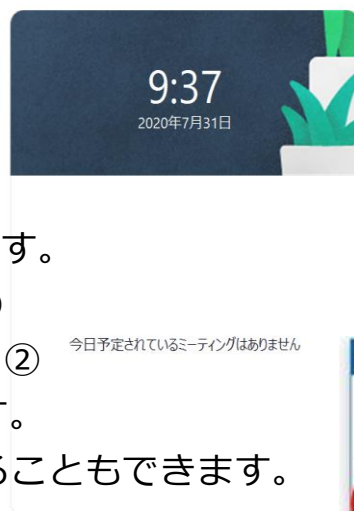 9:37
2020年7月31日
す。
②
今日予定されているミーティングはありません
。
ることもできます。